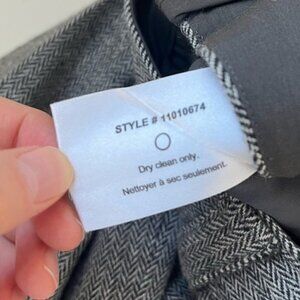 STYLE # 11010674
Dry clean only.
Nettoyer à sec seulement.